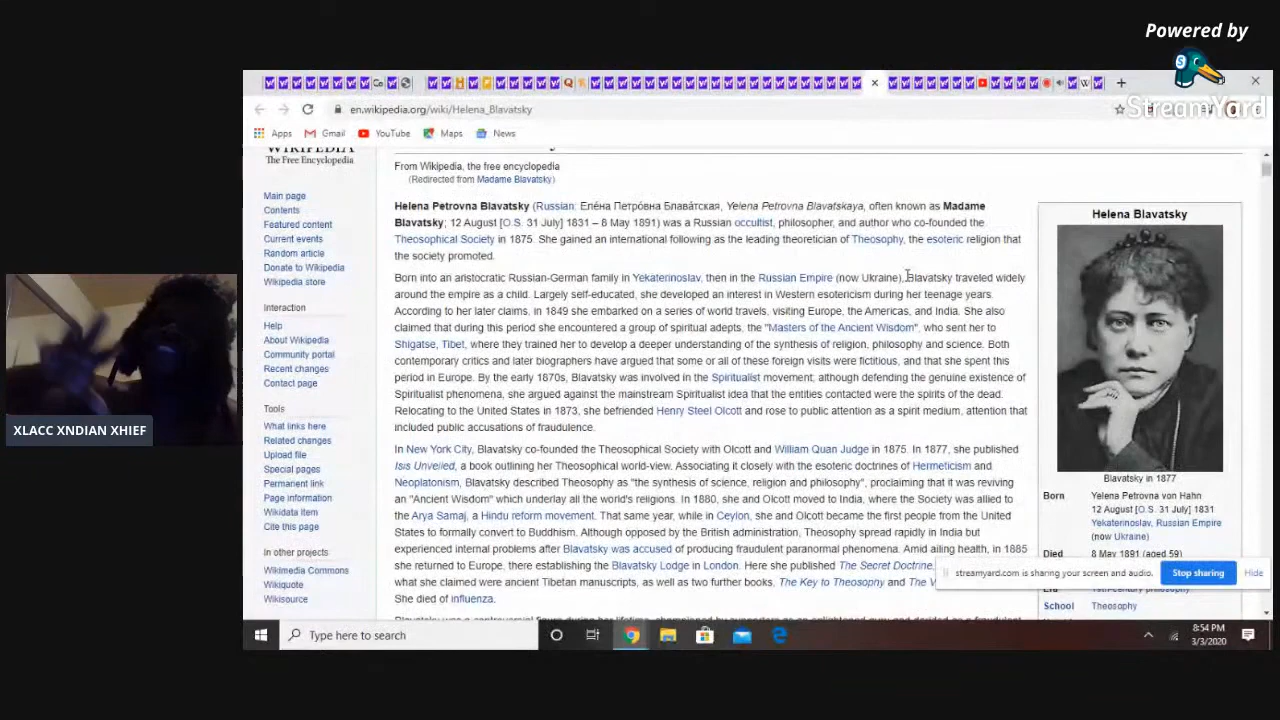 Powered by
StreamYard
en.wikipedia.org/wiki/Helena_Blavatsky
Apps
Gmail
YouTube
Maps
News
WIKIPEDIA
The Free Encyclopedia
Main page
Contents
Featured content
Current events
Random article
Donate to Wikipedia
Wikipedia store
Interaction
Help
About Wikipedia
Community portal
Recent changes
Contact page
Tools
What links here
Related changes
Upload file
Special pages
Permanent link
Page information
Wikidata item
Cite this page
In other projects
Wikimedia Commons
Wikiquote
Wikisource
From Wikipedia, the free encyclopedia
(Redirected from Madame Blavatsky)
Helena Petrovna Blavatsky (Russian: Еле́на Петро́вна Блава́тская, Yelena Petrovna Blavatskaya, often known as Madame
Blavatsky; 12 August [O.S. 31 July] 1831 – 8 May 1891) was a Russian occultist, philosopher, and author who co-founded the
Theosophical Society in 1875. She gained an international following as the leading theoretician of Theosophy, the esoteric religion that
the society promoted.
Born into an aristocratic Russian-German family in Yekaterinoslav, then in the Russian Empire (now Ukraine), Blavatsky traveled widely
around the empire as a child. Largely self-educated, she developed an interest in Western esotericism during her teenage years.
According to her later claims, in 1849 she embarked on a series of world travels, visiting Europe, the Americas, and India. She also
claimed that during this period she encountered a group of spiritual adepts, the "Masters of the Ancient Wisdom", who sent her to
Shigatse, Tibet, where they trained her to develop a deeper understanding of the synthesis of religion, philosophy and science. Both
contemporary critics and later biographers have argued that some or all of these foreign visits were fictitious, and that she spent this
period in Europe. By the early 1870s, Blavatsky was involved in the Spiritualist movement; although defending the genuine existence of
Spiritualist phenomena, she argued against the mainstream Spiritualist idea that the entities contacted were the spirits of the dead.
Relocating to the United States in 1873, she befriended Henry Steel Olcott and rose to public attention as a spirit medium, attention that
included public accusations of fraudulence.
In New York City, Blavatsky co-founded the Theosophical Society with Olcott and William Quan Judge in 1875. In 1877, she published
Isis Unveiled, a book outlining her Theosophical world-view. Associating it closely with the esoteric doctrines of Hermeticism and
Neoplatonism, Blavatsky described Theosophy as "the synthesis of science, religion and philosophy", proclaiming that it was reviving
an "Ancient Wisdom" which underlay all the world's religions. In 1880, she and Olcott moved to India, where the Society was allied to
the Arya Samaj, a Hindu reform movement. That same year, while in Ceylon, she and Olcott became the first people from the United
States to formally convert to Buddhism. Although opposed by the British administration, Theosophy spread rapidly in India but
experienced internal problems after Blavatsky was accused of producing fraudulent paranormal phenomena. Amid ailing health, in 1885
she returned to Europe, there establishing the Blavatsky Lodge in London. Here she published The Secret Doctrine,
what she claimed were ancient Tibetan manuscripts, as well as two further books, The Key to Theosophy and The V
She died of influenza.
Helena Blavatsky
Blavatsky in 1877
Born
Yelena Petrovna von Hahn
12 August [O.S. 31 July] 1831
Yekaterinoslav, Russian Empire
(now Ukraine)
Died
8 May 1891 (aged 59)
School
Theosophy
streamyard.com is sharing your screen and audio.
Stop sharing
Hide
XLACC XNDIAN XHIEF
Type here to search
8:54 PM
3/3/2020